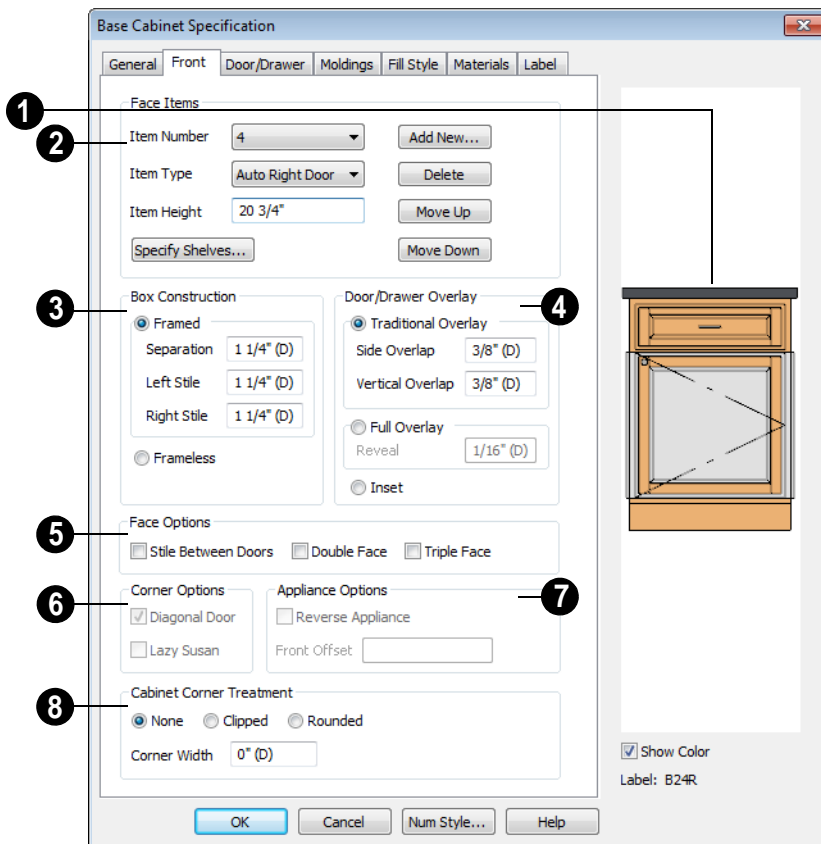 Base Cabinet Specification
General Front Door/Drawer Moldings Fill Style Materials Label
1
Face Items
2
Item Number 4 Add New...
Item Type Auto Right Door Delete
Item Height 20 3/4" Move Up
Specify Shelves... Move Down
3
Box Construction
Framed
Separation 1 1/4" (D)
Left Stile 1 1/4" (D)
Right Stile 1 1/4" (D)
Frameless
Door/Drawer Overlay
4
Traditional Overlay
Side Overlap 3/8" (D)
Vertical Overlap 3/8" (D)
Full Overlay
Reveal 1/16" (D)
Inset
5
Face Options
Stile Between Doors Double Face Triple Face
6
Corner Options
Diagonal Door
Lazy Susan
Appliance Options
7
Reverse Appliance
Front Offset
8
Cabinet Corner Treatment
None Clipped Rounded
Corner Width 0" (D)
Show Color
Label: B24R
OK Cancel Num Style... Help